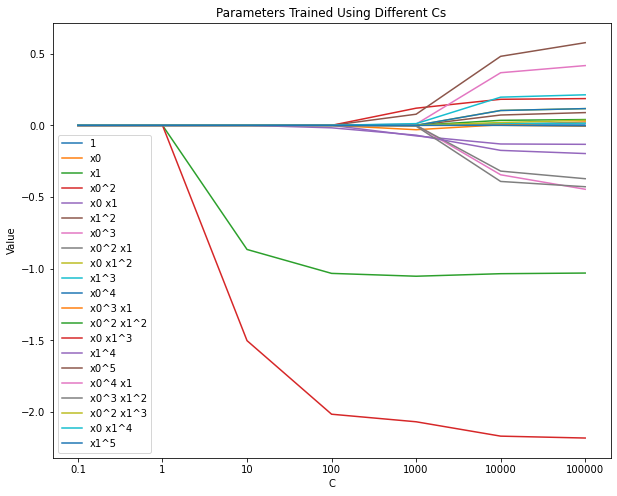 Parameters Trained Using Different Cs
0.5
0.0
−0.5
−1.0
−1.5
−2.0
Value
1
x0
x1
x0^2
x0 x1
x1^2
x0^3
x0^2 x1
x0 x1^2
x1^3
x0^4
x0^3 x1
x0^2 x1^2
x0 x1^3
x1^4
x0^5
x0^4 x1
x0^3 x1^2
x0^2 x1^3
x0 x1^4
x1^5
0.1 1 10 100 1000 10000 100000
C